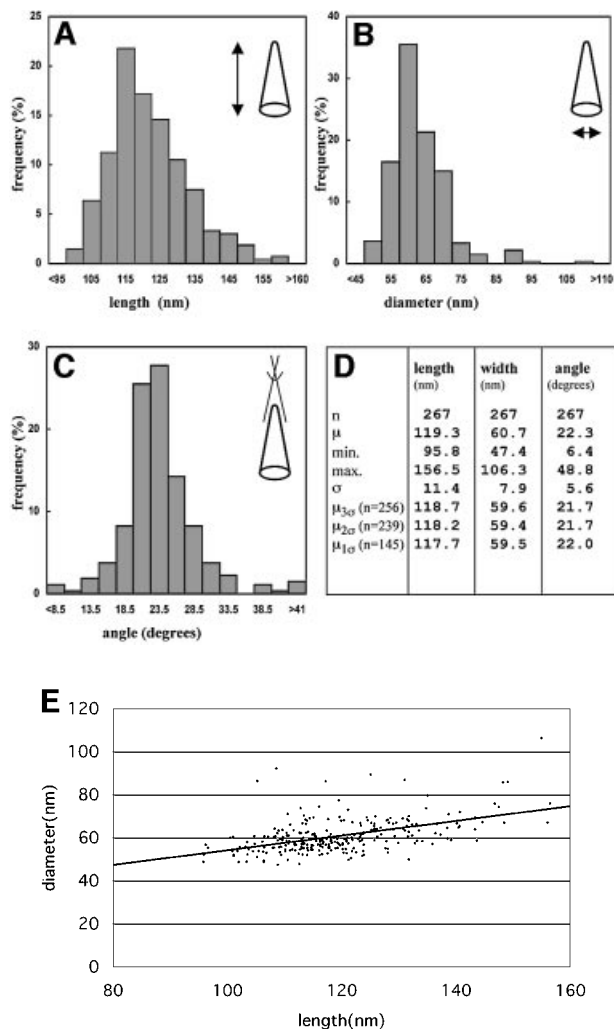 A
frequency (%)
25
20
15
10
5
0
<95 105 115 125 135 145 155 >160
length (nm)
B
frequency (%)
40
30
20
10
0
<45 55 65 75 85 95 105 >110
diameter (nm)
C
frequency (%)
30
20
10
0
<8.5 13.5 18.5 23.5 28.5 33.5 38.5 >41
angle (degrees)
D
length width angle
(nm) (nm) (degrees)
n 267 267 267
μ 119.3 60.7 22.3
min. 95.8 47.4 6.4
max. 156.5 106.3 48.8
σ 11.4 7.9 5.6
μ3σ (n=256) 118.7 59.6 21.7
μ2σ (n=239) 118.2 59.4 21.7
μ1σ (n=145) 117.7 59.5 22.0
E
diameter(nm)
120
100
80
60
40
20
0
80 100 120 140 160
length(nm)